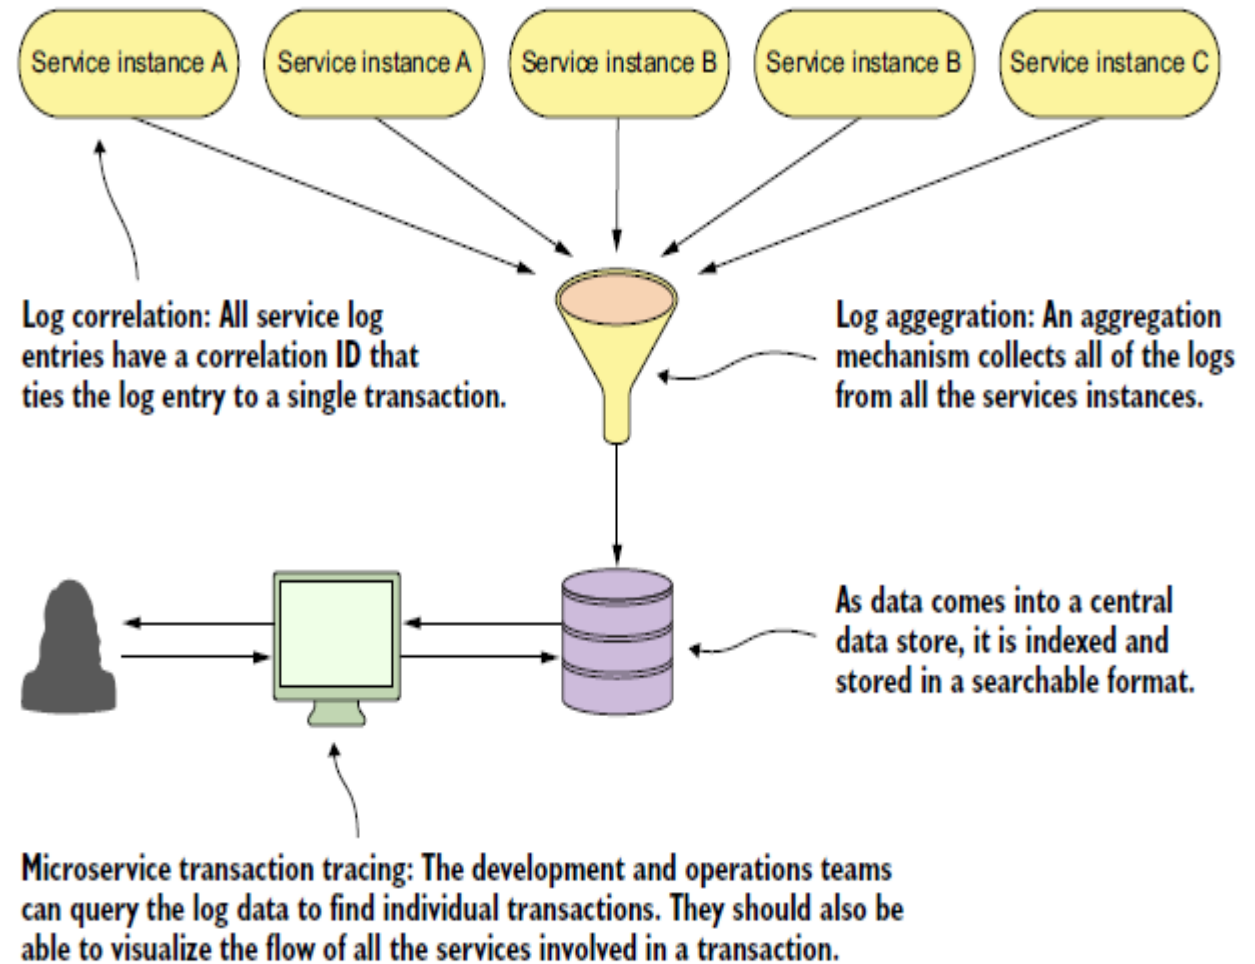 Service instance A
Service instance A
Service instance B
Service instance B
Service instance C
Log correlation: All service log
entries have a correlation ID that
ties the log entry to a single transaction.
Log aggegration: An aggregation
mechanism collects all of the logs
from all the services instances.
As data comes into a central
data store, it is indexed and
stored in a searchable format.
Microservice transaction tracing: The development and operations teams
can query the log data to find individual transactions. They should also be
able to visualize the flow of all the services involved in a transaction.